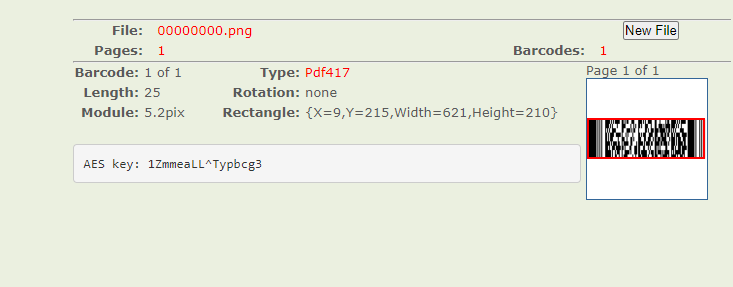 File: 00000000.png New File
Pages: 1 Barcodes: 1
Barcode: 1 of 1 Type: Pdf417 Page 1 of 1
Length: 25 Rotation: none
Module: 5.2pix Rectangle: {X=9,Y=215,Width=621,Height=210}
AES key: 1ZmmeaLL^Typbcg3